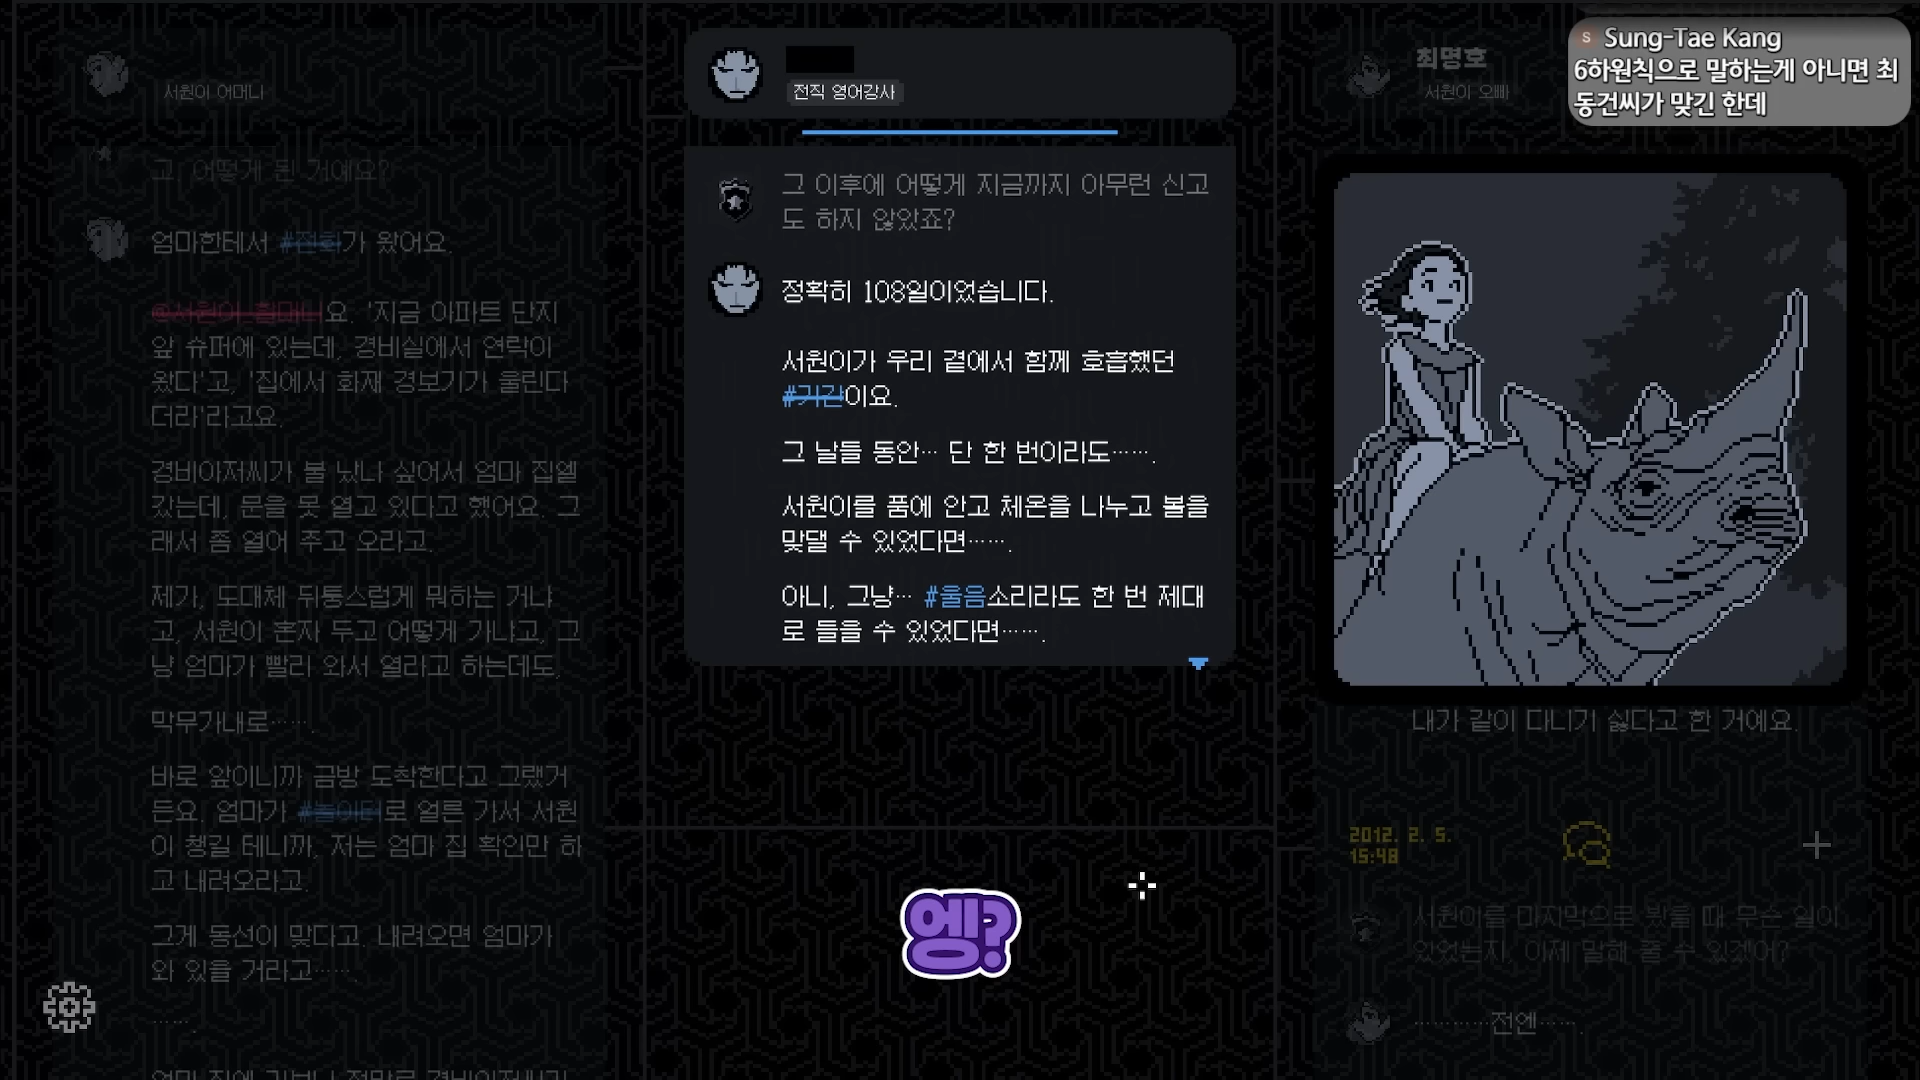 서원이 어머니
고, 어떻게 된 거예요?
엄마한테서 #전화가 왔어요.
@서원이_할머니요. '지금 아파트 단지
앞 슈퍼에 있는데, 경비실에서 연락이
왔다'고, '집에서 화재 경보기가 울린다
더라'라고요.
경비아저씨가 불 났나 싶어서 엄마 집엘
갔는데, 문을 못 열고 있다고 했어요. 그
래서 좀 열어 주고 오라고.
제가, 도대체 뒤퉁스럽게 뭐하는 거냐
고, 서원이 혼자 두고 어떻게 가냐고, 그
냥 엄마가 빨리 와서 열라고 하는데도,
막무가내로…….
바로 앞이니까 금방 도착한다고 그랬거
든요. 엄마가 #놀이터로 얼른 가서 서원
이 챙길 테니까, 저는 엄마 집 확인만 하
고 내려오라고.
그게 동선이 맞다고. 내려오면 엄마가
와 있을 거라고…….
…….
전직 영어강사
그 이후에 어떻게 지금까지 아무런 신고
도 하지 않았죠?
정확히 108일이었습니다.
서원이가 우리 곁에서 함께 호흡했던
#기간이요.
그 날들 동안… 단 한 번이라도…….
서원이를 품에 안고 체온을 나누고 볼을
맞댈 수 있었다면…….
아니, 그냥… #울음소리라도 한 번 제대
로 들을 수 있었다면…….
엥?
최명호
서원이 오빠
S Sung-Tae Kang
6하원칙으로 말하는게 아니면 최
동건씨가 맞긴 한데
내가 같이 다니기 싫다고 한 거예요.
2012. 2. 5.
15:48
서원이를 마지막으로 봤을 때 무슨 일이
있었는지, 이제 말해 줄 수 있겠어?
…………전엔…….